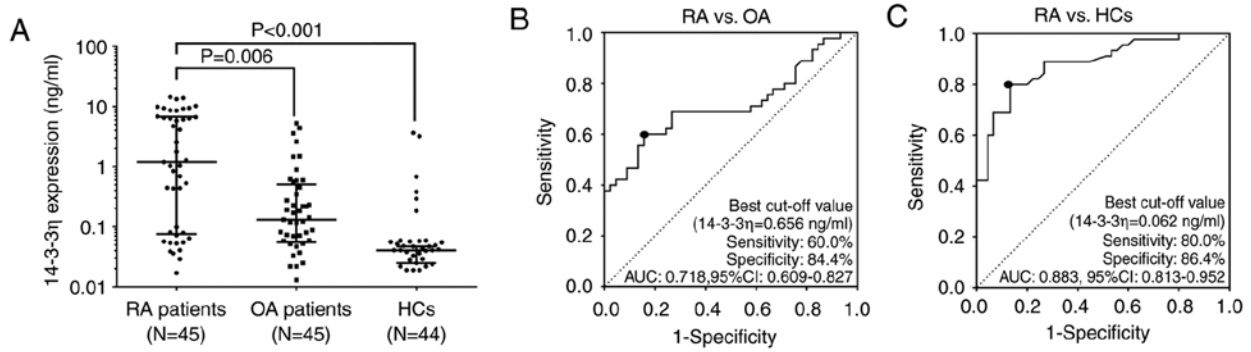 A
14-3-3η expression (ng/ml)
100
10
1
0.1
0.01
P<0.001
P=0.006
RA patients
(N=45)
OA patients
(N=45)
HCs
(N=44)
B
RA vs. OA
Sensitivity
1.0
0.8
0.6
0.4
0.2
0.0
Best cut-off value
(14-3-3η=0.656 ng/ml)
Sensitivity: 60.0%
Specificity: 84.4%
AUC: 0.718,95%CI: 0.609-0.827
0.0 0.2 0.4 0.6 0.8 1.0
1-Specificity
C
RA vs. HCs
Sensitivity
1.0
0.8
0.6
0.4
0.2
0.0
Best cut-off value
(14-3-3η=0.062 ng/ml)
Sensitivity: 80.0%
Specificity: 86.4%
AUC: 0.883, 95%CI: 0.813-0.952
0.0 0.2 0.4 0.6 0.8 1.0
1-Specificity